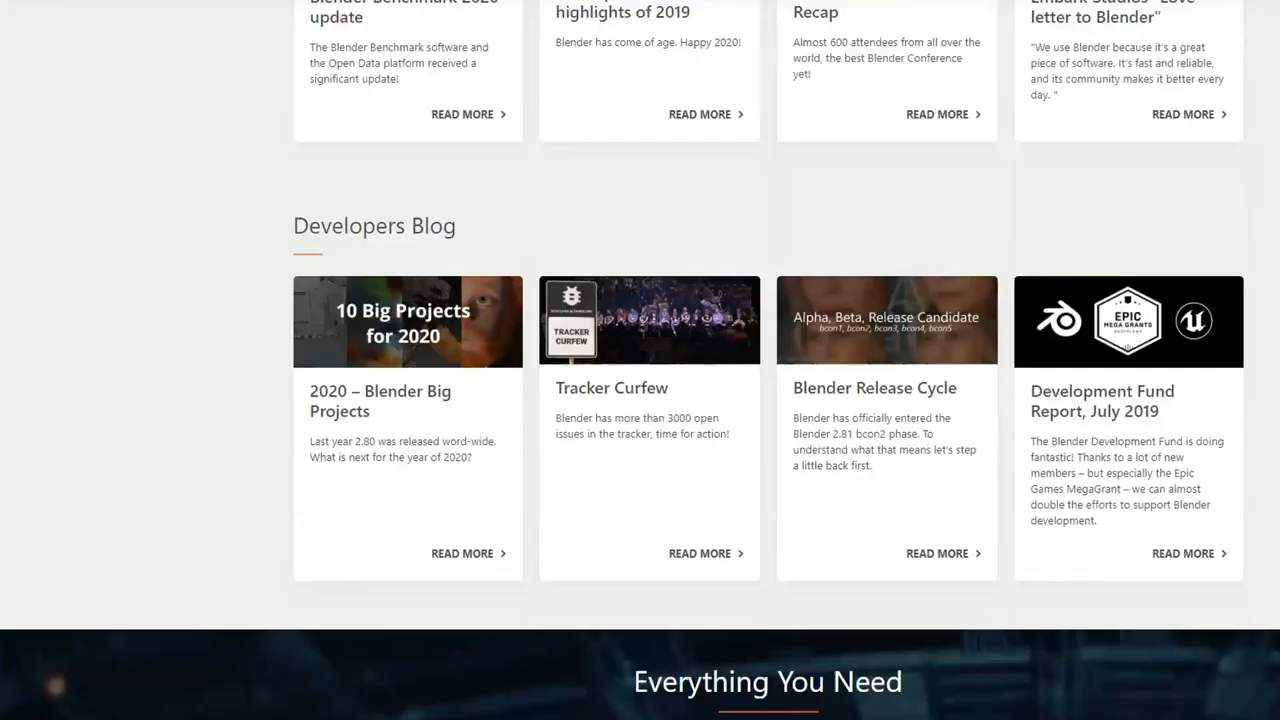 Blender Benchmark 2020
update
The Blender Benchmark software and
the Open Data platform received a
significant update!
READ MORE
highlights of 2019
Blender has come of age. Happy 2020!
READ MORE
Recap
Almost 600 attendees from all over the
world, the best Blender Conference
yet!
READ MORE
Embark Studios "Love
letter to Blender"
"We use Blender because it's a great
piece of software. It's fast and reliable,
and its community makes it better every
day. "
READ MORE
Developers Blog
10 Big Projects
for 2020
2020 – Blender Big
Projects
Last year 2.80 was released word-wide.
What is next for the year of 2020?
READ MORE
TRACKER
CURFEW
Tracker Curfew
Blender has more than 3000 open
issues in the tracker, time for action!
READ MORE
Alpha, Beta, Release Candidate
bcon1, bcon2, bcon3, bcon4, bcon5
Blender Release Cycle
Blender has officially entered the
Blender 2.81 bcon2 phase. To
understand what that means let's step
a little back first.
READ MORE
EPIC
MEGA GRANTS
RECIPIENT
Development Fund
Report, July 2019
The Blender Development Fund is doing
fantastic! Thanks to a lot of new
members – but especially the Epic
Games MegaGrant – we can almost
double the efforts to support Blender
development.
READ MORE
Everything You Need